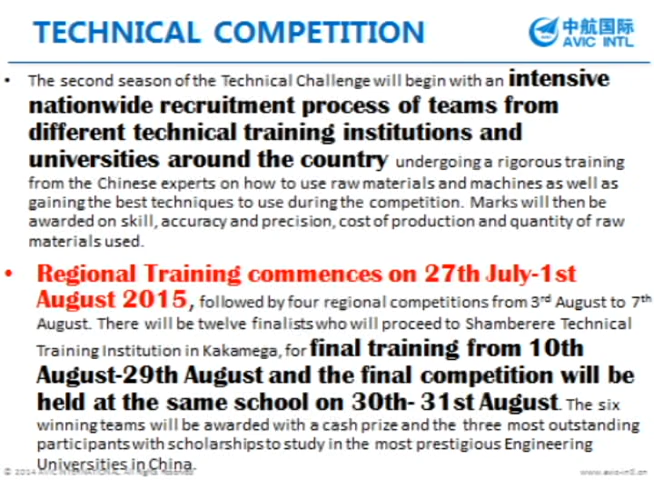 TECHNICAL COMPETITION
中航国际
AVIC INTL
• The second season of the Technical Challenge will begin with an intensive
nationwide recruitment process of teams from
different technical training institutions and
universities around the country undergoing a rigorous training
from the Chinese experts on how to use raw materials and machines as well as
gaining the best techniques to use during the competition. Marks will then be
awarded on skill, accuracy and precision, cost of production and quantity of raw
materials used.
• Regional Training commences on 27th July-1st
August 2015, followed by four regional competitions from 3rd August to 7th
August. There will be twelve finalists who will proceed to Shamberere Technical
Training Institution in Kakamega, for final training from 10th
August-29th August and the final competition will be
held at the same school on 30th- 31st August. The six
winning teams will be awarded with a cash prize and the three most outstanding
participants with scholarships to study in the most prestigious Engineering
Universities in China.
© 2014 AVIC INTERNATIONAL All Rights Reserved
www.avic-intl.cn